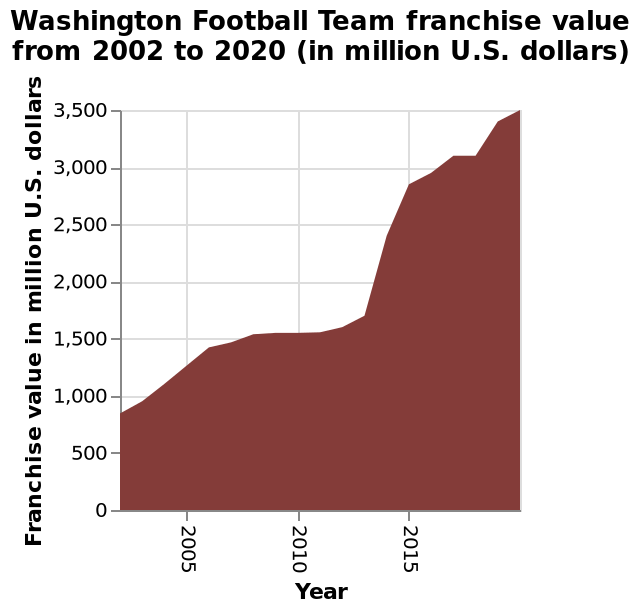 Washington Football Team franchise value
from 2002 to 2020 (in million U.S. dollars)
Franchise value in million U.S. dollars
3,500
3,000
2,500
2,000
1,500
1,000
500
0
2005
2010
2015
Year